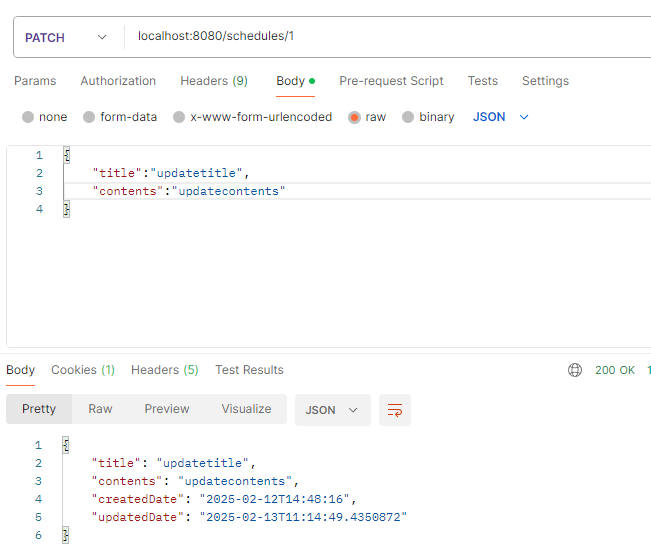 PATCH localhost:8080/schedules/1
Params Authorization Headers (9) Body Pre-request Script Tests Settings
none form-data x-www-form-urlencoded raw binary JSON
1 {
2 "title":"updatetitle",
3 "contents":"updatecontents"
4 }
Body Cookies (1) Headers (5) Test Results 200 OK 1
Pretty Raw Preview Visualize JSON
1 {
2 "title": "updatetitle",
3 "contents": "updatecontents",
4 "createdDate": "2025-02-12T14:48:16",
5 "updatedDate": "2025-02-13T11:14:49.4350872"
6 }